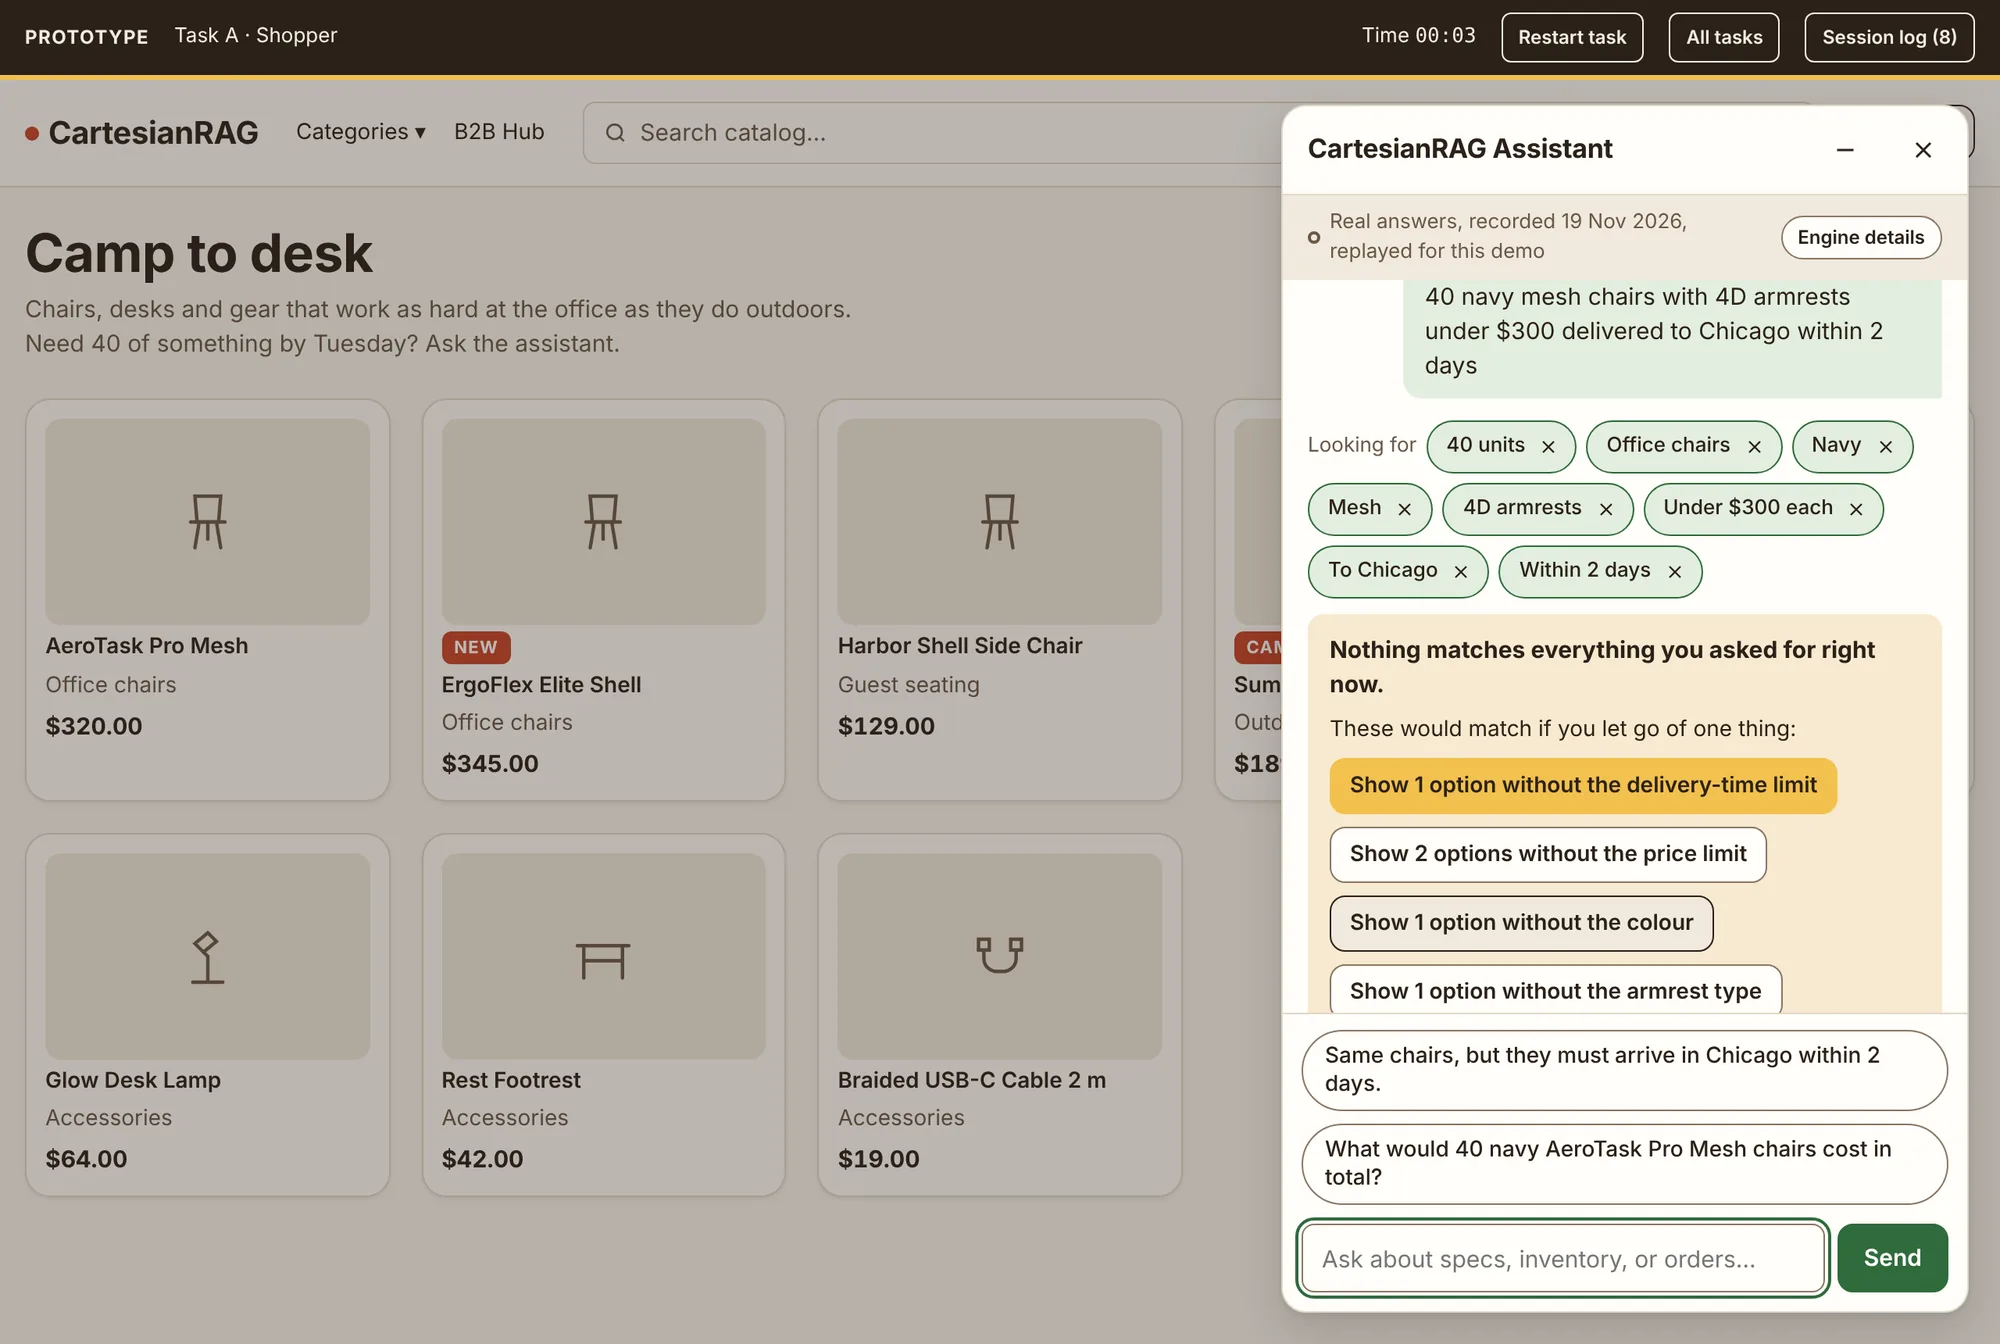 PROTOTYPE Task A · Shopper Time 00:03 Restart task All tasks Session log (8)
CartesianRAG Categories ▾ B2B Hub Search catalog...
Camp to desk
Chairs, desks and gear that work as hard at the office as they do outdoors.
Need 40 of something by Tuesday? Ask the assistant.
AeroTask Pro Mesh
Office chairs
$320.00
NEW
ErgoFlex Elite Shell
Office chairs
$345.00
Harbor Shell Side Chair
Guest seating
$129.00
Glow Desk Lamp
Accessories
$64.00
Rest Footrest
Accessories
$42.00
Braided USB-C Cable 2 m
Accessories
$19.00
CartesianRAG Assistant
Real answers, recorded 19 Nov 2026,
replayed for this demo
Engine details
40 navy mesh chairs with 4D armrests
under $300 delivered to Chicago within 2
days
Looking for 40 units × Office chairs × Navy ×
Mesh × 4D armrests × Under $300 each ×
To Chicago × Within 2 days ×
Nothing matches everything you asked for right
now.
These would match if you let go of one thing:
Show 1 option without the delivery-time limit
Show 2 options without the price limit
Show 1 option without the colour
Show 1 option without the armrest type
Same chairs, but they must arrive in Chicago within 2
days.
What would 40 navy AeroTask Pro Mesh chairs cost in
total?
Ask about specs, inventory, or orders...
Send